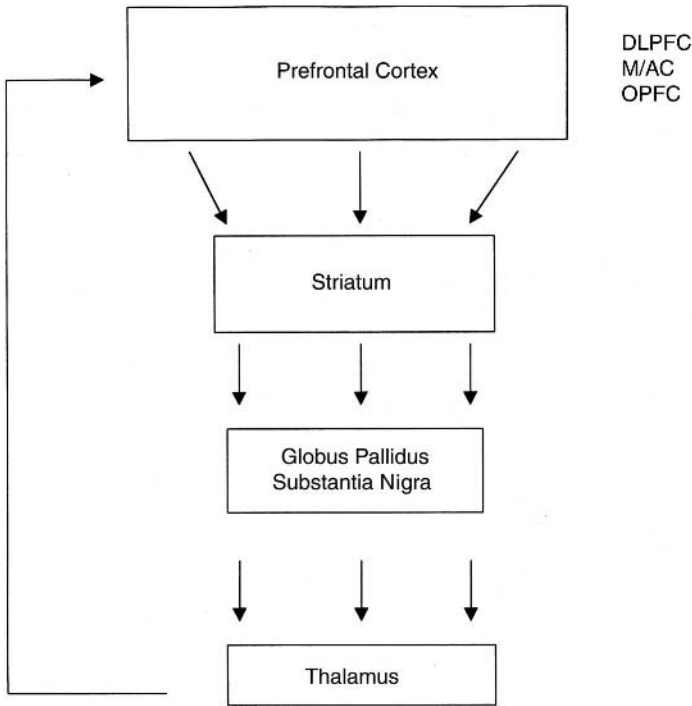 Prefrontal Cortex
DLPFC
M/AC
OPFC
Striatum
Globus Pallidus
Substantia Nigra
Thalamus